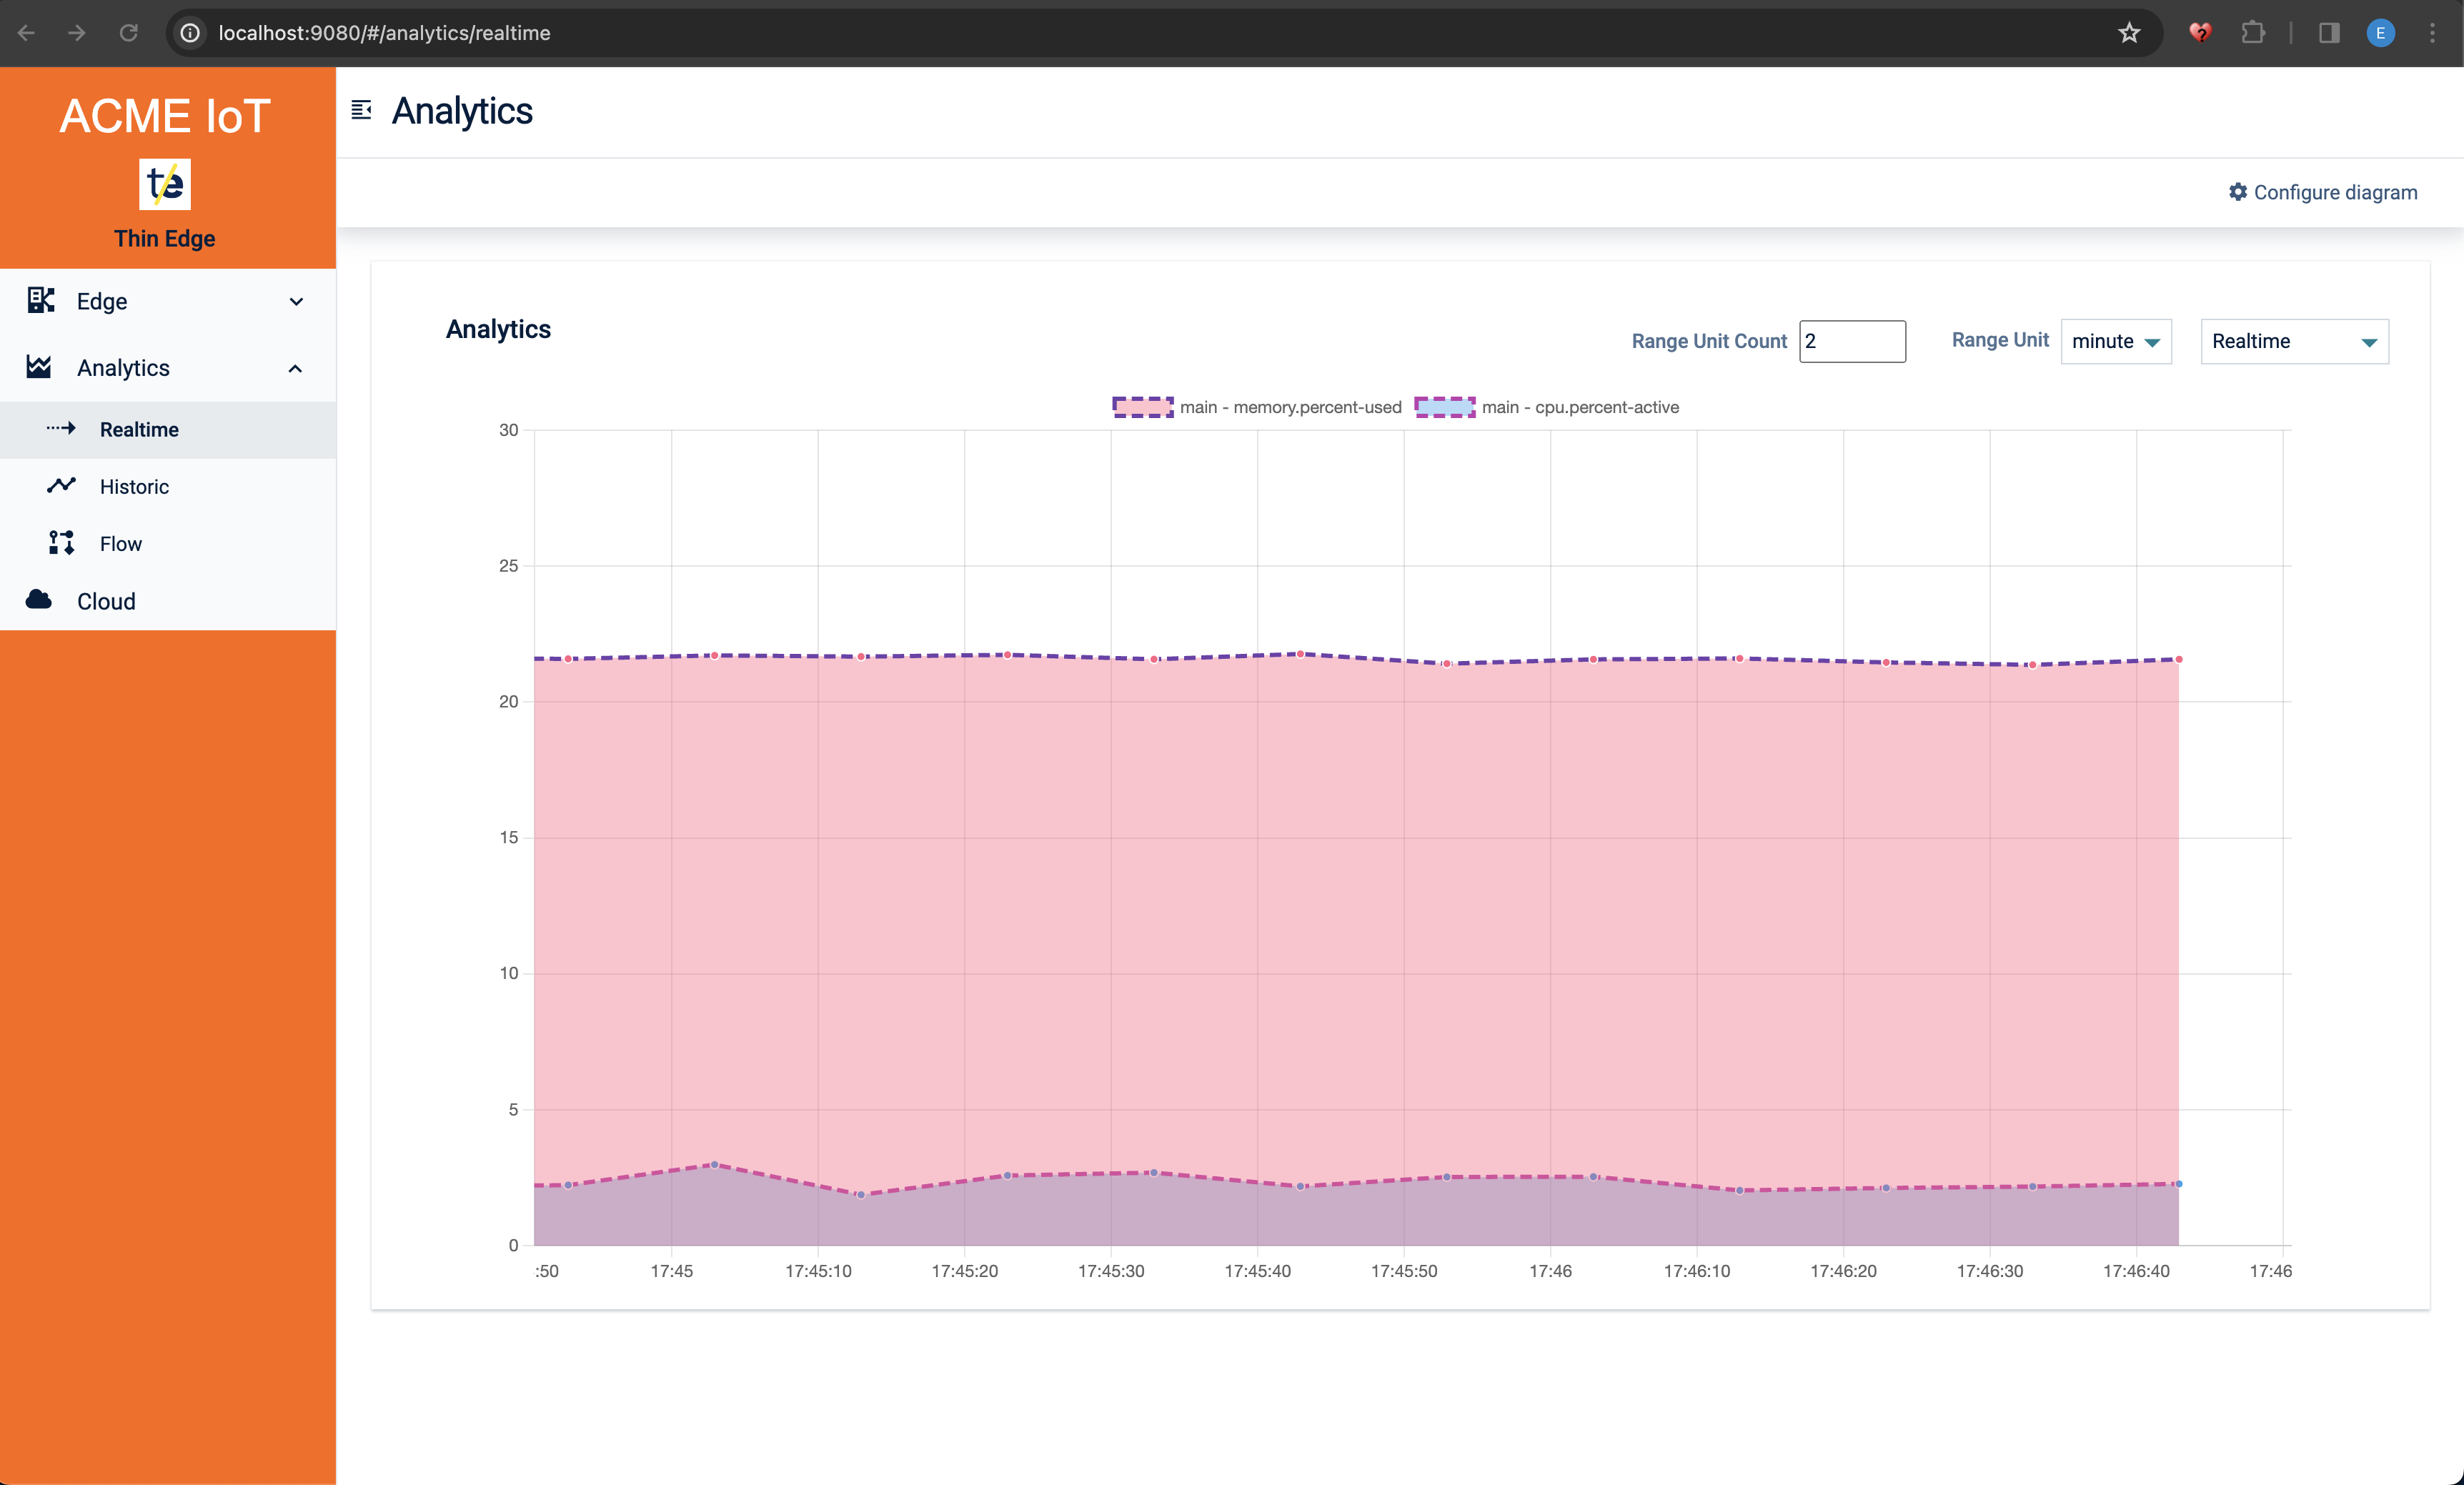 localhost:9080/#/analytics/realtime
E
ACME IoT
te
Thin Edge
Edge
Analytics
Realtime
Historic
Flow
Cloud
Analytics
Configure diagram
Analytics
Range Unit Count 2 Range Unit minute Realtime
main - memory.percent-used main - cpu.percent-active
30
25
20
15
10
5
0
:50 17:45 17:45:10 17:45:20 17:45:30 17:45:40 17:45:50 17:46 17:46:10 17:46:20 17:46:30 17:46:40 17:46